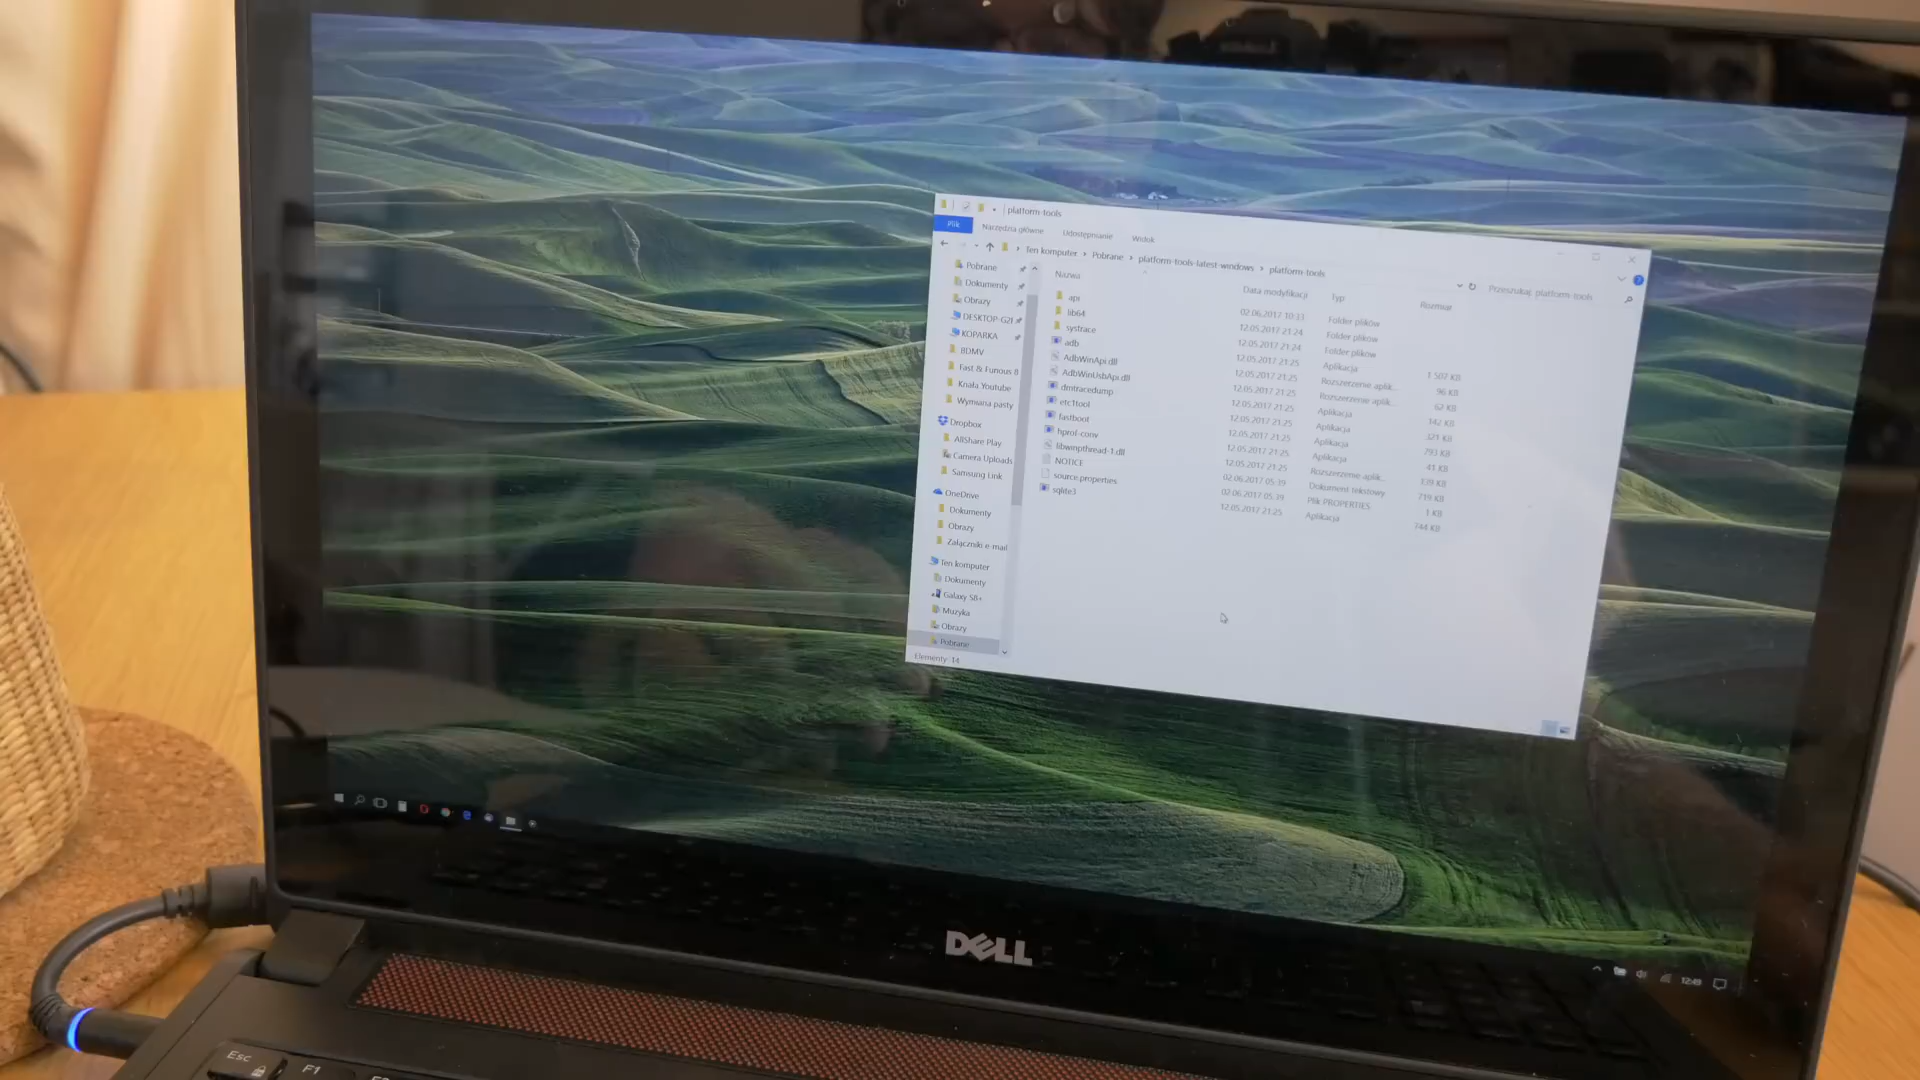 platform-tools
Plik Narzędzia główne Udostępnianie Widok
Ten komputer › Pobrane › platform-tools-latest-windows › platform-tools
Przeszukaj: platform-tools
Nazwa Data modyfikacji Typ Rozmiar
api 02.06.2017 10:33 Folder plików
lib64 12.05.2017 21:24 Folder plików
systrace 12.05.2017 21:24 Folder plików
adb 12.05.2017 21:25 Aplikacja 1 507 KB
AdbWinApi.dll 12.05.2017 21:25 Rozszerzenie aplik... 96 KB
AdbWinUsbApi.dll 12.05.2017 21:25 Rozszerzenie aplik... 62 KB
dmtracedump 12.05.2017 21:25 Aplikacja 142 KB
etc1tool 12.05.2017 21:25 Aplikacja 321 KB
fastboot 12.05.2017 21:25 Aplikacja 793 KB
hprof-conv 12.05.2017 21:25 Aplikacja 41 KB
libwinpthread-1.dll 12.05.2017 21:25 Rozszerzenie aplik... 139 KB
NOTICE 02.06.2017 05:39 Dokument tekstowy 719 KB
source.properties 02.06.2017 05:39 Plik PROPERTIES 1 KB
sqlite3 12.05.2017 21:25 Aplikacja 744 KB
Pobrane
Dokumenty
Obrazy
DESKTOP-G2
KOPARKA
BDMV
Fast & Furious 8
Knała Youtube
Wymiana pasty
Dropbox
AllShare Play
Camera Uploads
Samsung Link
OneDrive
Dokumenty
Obrazy
Załączniki e-mail
Ten komputer
Dokumenty
Galaxy S8+
Muzyka
Obrazy
Pobrane
Elementy: 14
12:49
DELL
Esc F1